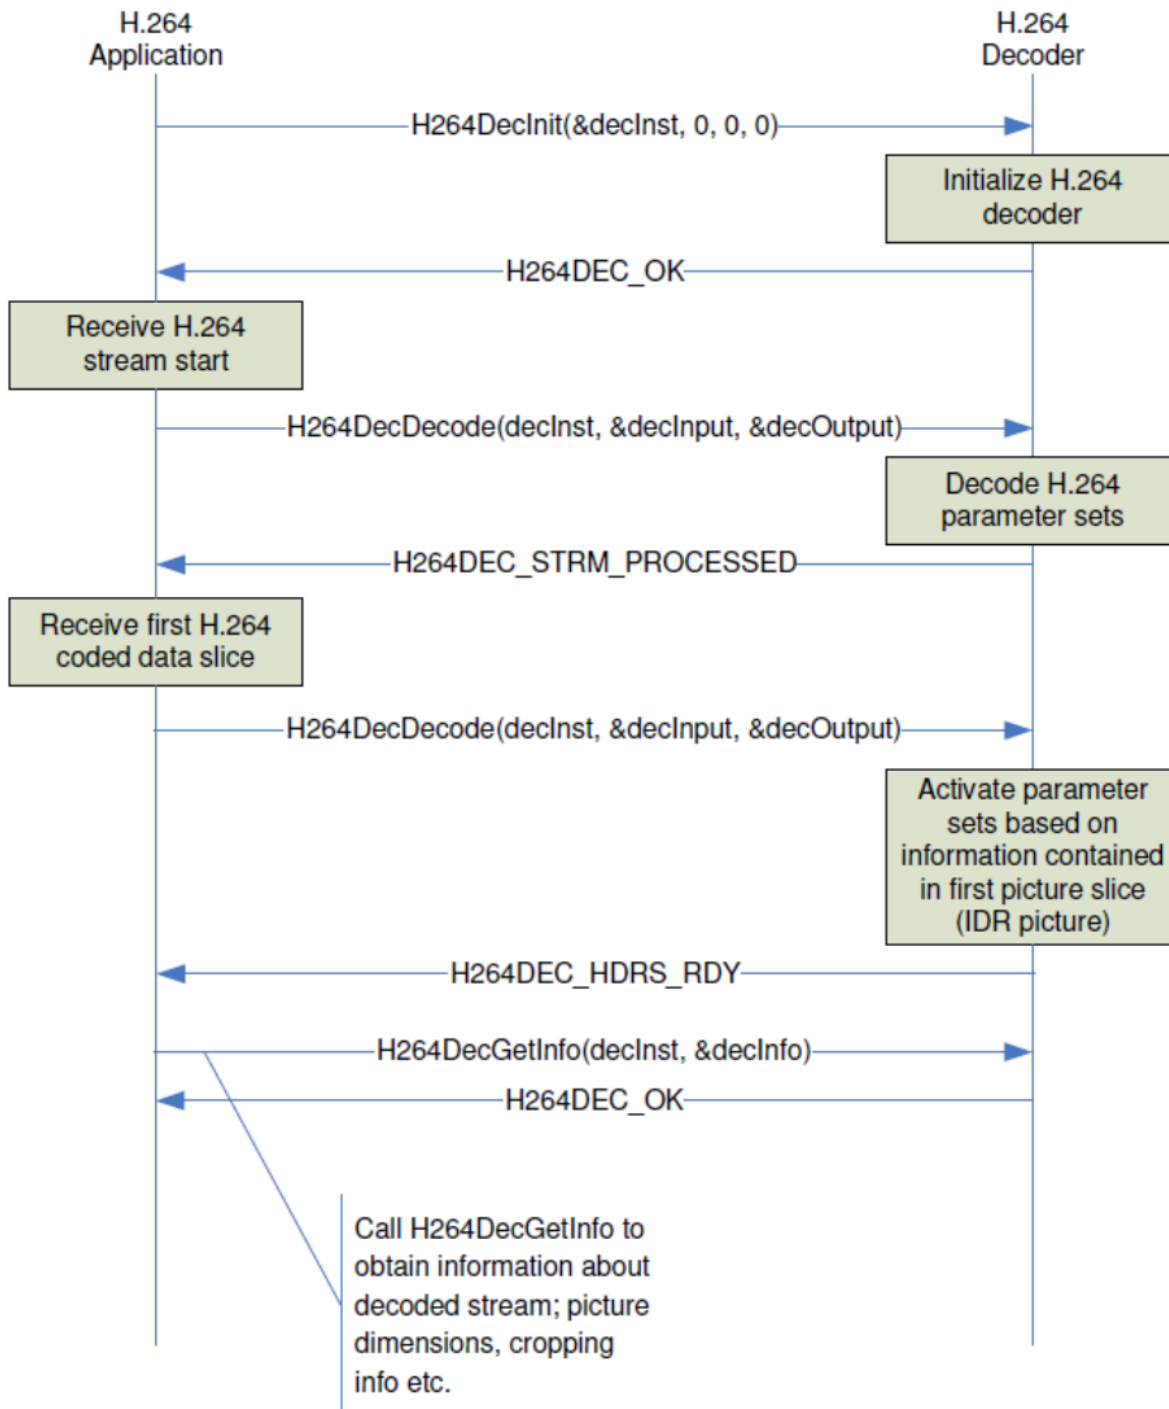 H.264
Application
H.264
Decoder
H264DecInit(&decInst, 0, 0, 0)
Initialize H.264
decoder
H264DEC_OK
Receive H.264
stream start
H264DecDecode(decInst, &decInput, &decOutput)
Decode H.264
parameter sets
H264DEC_STRM_PROCESSED
Receive first H.264
coded data slice
H264DecDecode(decInst, &decInput, &decOutput)
Activate parameter
sets based on
information contained
in first picture slice
(IDR picture)
H264DEC_HDRS_RDY
H264DecGetInfo(decInst, &decInfo)
H264DEC_OK
Call H264DecGetInfo to
obtain information about
decoded stream; picture
dimensions, cropping
info etc.